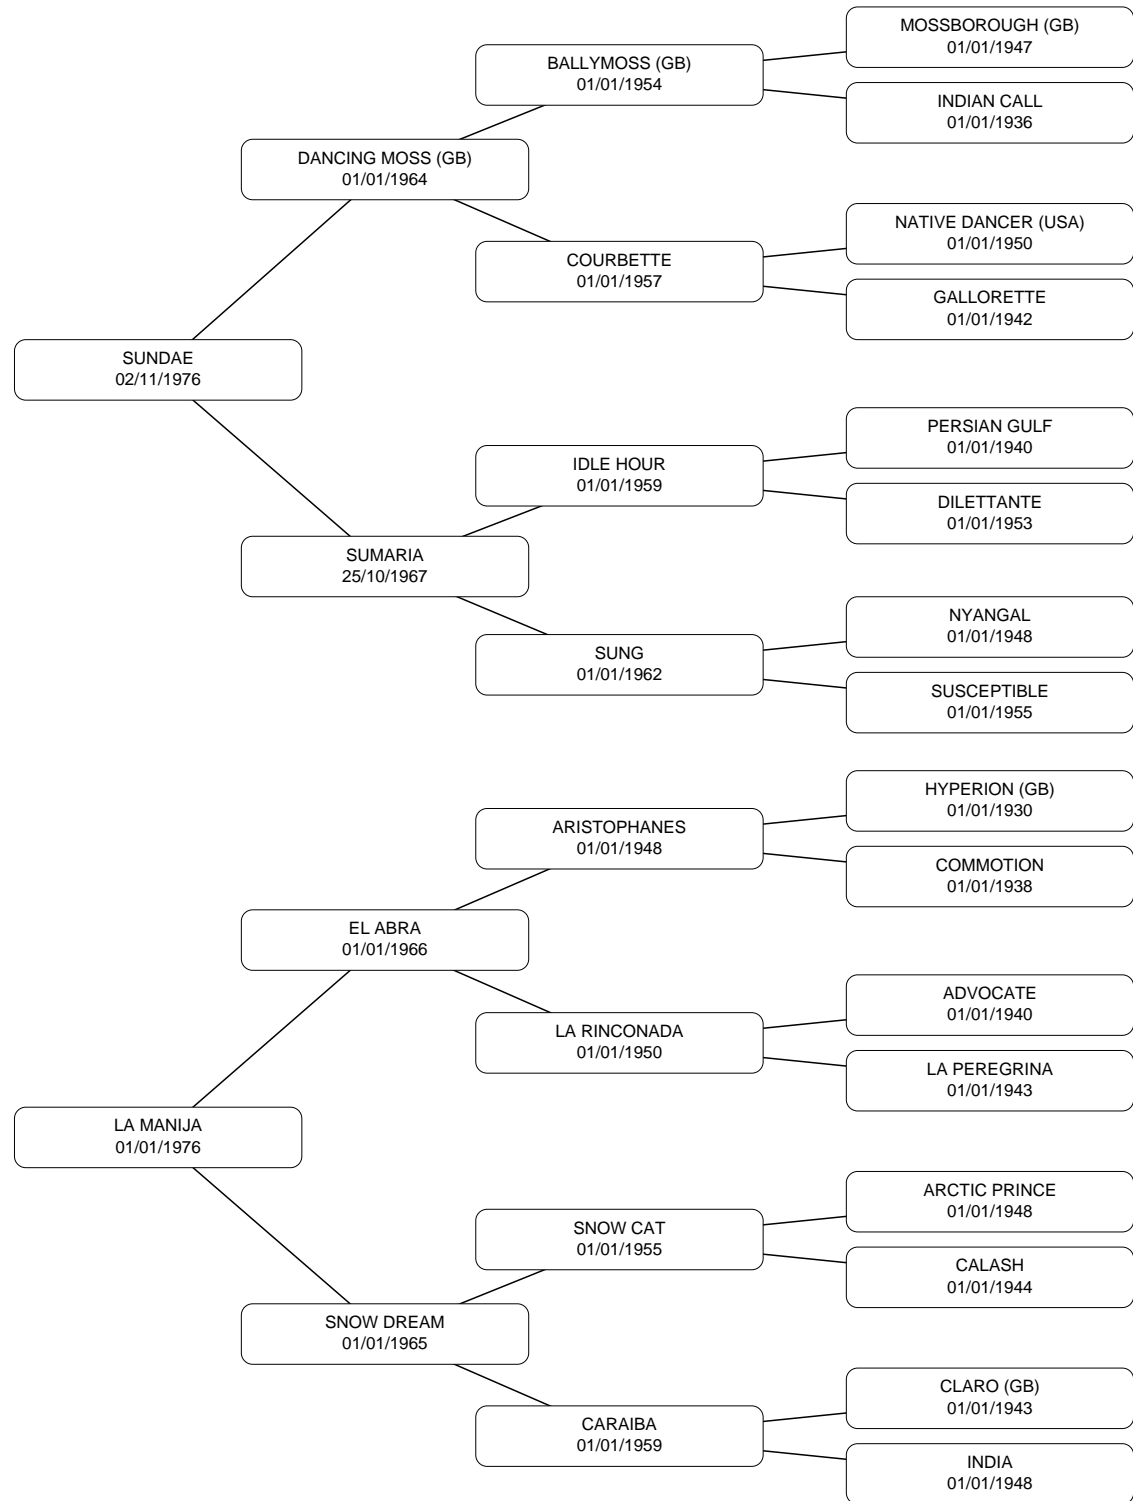 MOSSBOROUGH (GB)
01/01/1947
BALLYMOSS (GB)
01/01/1954
INDIAN CALL
01/01/1936
DANCING MOSS (GB)
01/01/1964
NATIVE DANCER (USA)
01/01/1950
COURBETTE
01/01/1957
GALLORETTE
01/01/1942
SUNDAE
02/11/1976
PERSIAN GULF
01/01/1940
IDLE HOUR
01/01/1959
DILETTANTE
01/01/1953
SUMARIA
25/10/1967
NYANGAL
01/01/1948
SUNG
01/01/1962
SUSCEPTIBLE
01/01/1955
HYPERION (GB)
01/01/1930
ARISTOPHANES
01/01/1948
COMMOTION
01/01/1938
EL ABRA
01/01/1966
ADVOCATE
01/01/1940
LA RINCONADA
01/01/1950
LA PEREGRINA
01/01/1943
LA MANIJA
01/01/1976
ARCTIC PRINCE
01/01/1948
SNOW CAT
01/01/1955
CALASH
01/01/1944
SNOW DREAM
01/01/1965
CLARO (GB)
01/01/1943
CARAIBA
01/01/1959
INDIA
01/01/1948